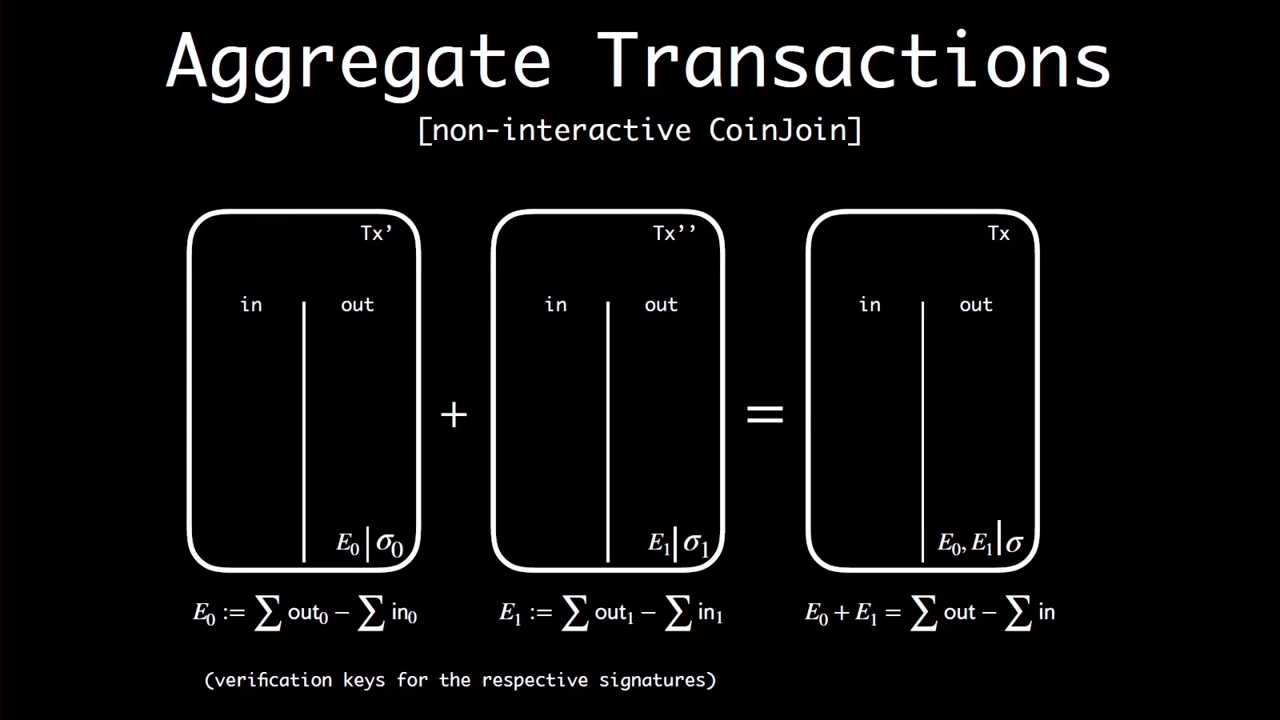 Aggregate Transactions
[non-interactive CoinJoin]
Tx’
in out
E₀ | σ₀
+
Tx’’
in out
E₁ | σ₁
=
Tx
in out
E₀, E₁ | σ
E₀ := ∑ out₀ − ∑ in₀
E₁ := ∑ out₁ − ∑ in₁
E₀ + E₁ = ∑ out − ∑ in
(verification keys for the respective signatures)